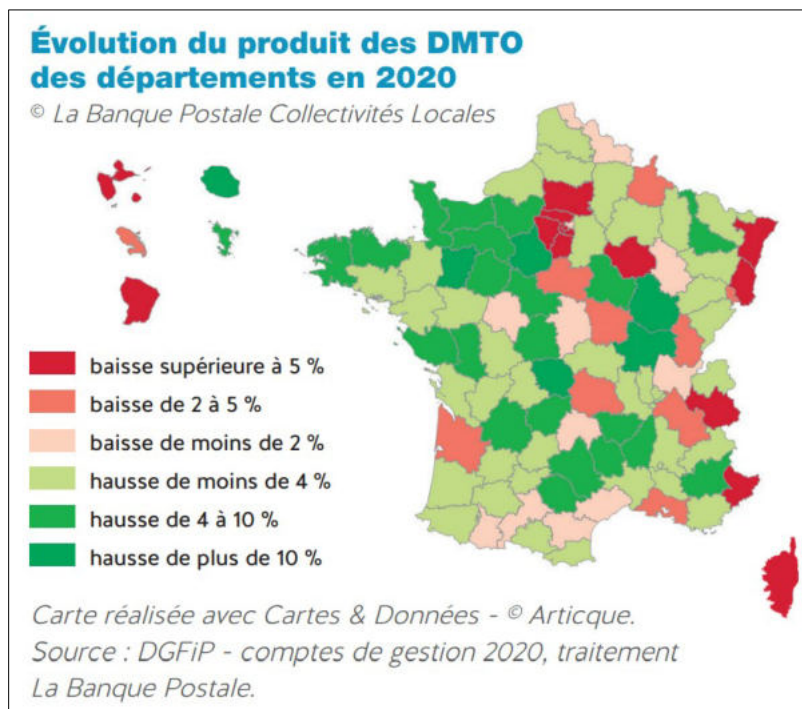 Évolution du produit des DMTO
des départements en 2020
© La Banque Postale Collectivités Locales
baisse supérieure à 5 %
baisse de 2 à 5 %
baisse de moins de 2 %
hausse de moins de 4 %
hausse de 4 à 10 %
hausse de plus de 10 %
Carte réalisée avec Cartes & Données - © Articque.
Source : DGFiP - comptes de gestion 2020, traitement
La Banque Postale.